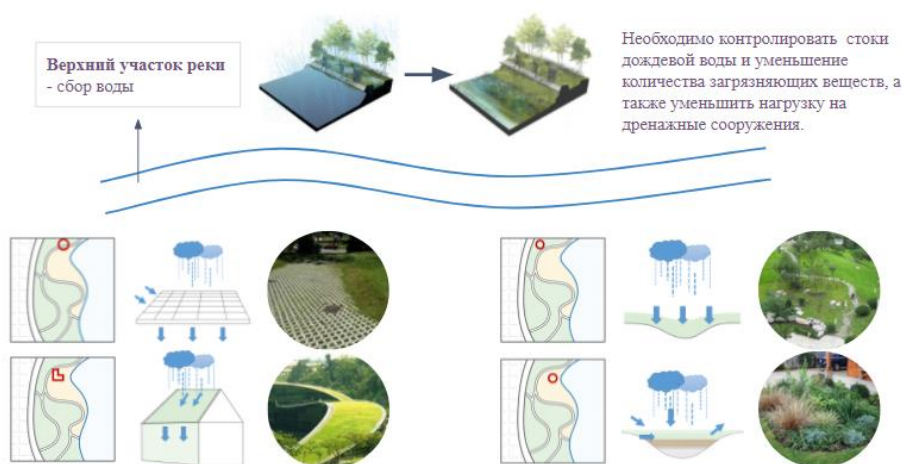 Верхний участок реки
- сбор воды
Необходимо контролировать стоки
дождевой воды и уменьшение
количества загрязняющих веществ, а
также уменьшить нагрузку на
дренажные сооружения.